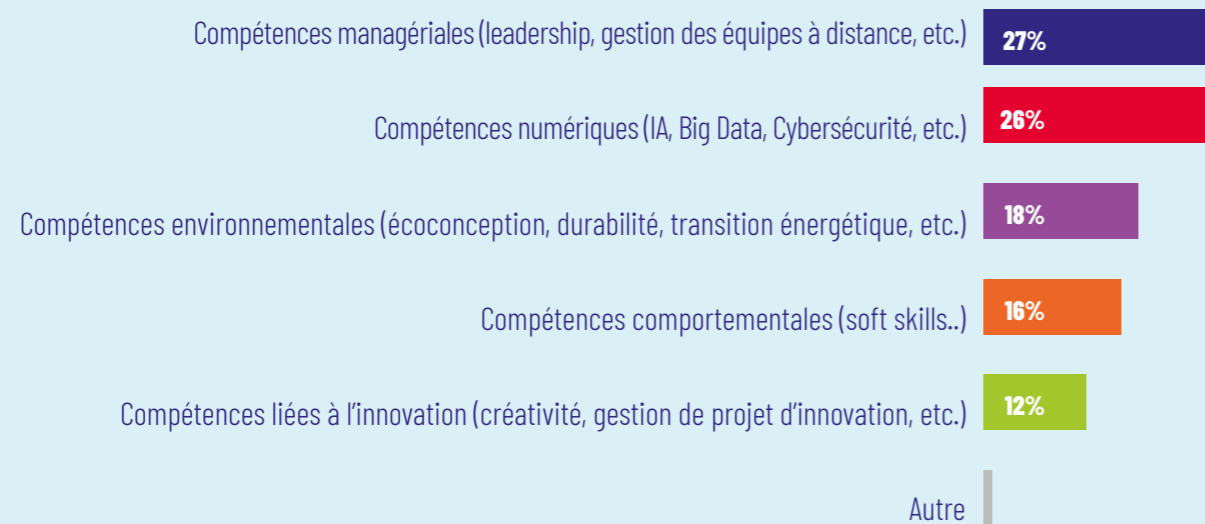 Compétences managériales (leadership, gestion des équipes à distance, etc.) 27%
Compétences numériques (IA, Big Data, Cybersécurité, etc.) 26%
Compétences environnementales (écoconception, durabilité, transition énergétique, etc.) 18%
Compétences comportementales (soft skills..) 16%
Compétences liées à l’innovation (créativité, gestion de projet d’innovation, etc.) 12%
Autre